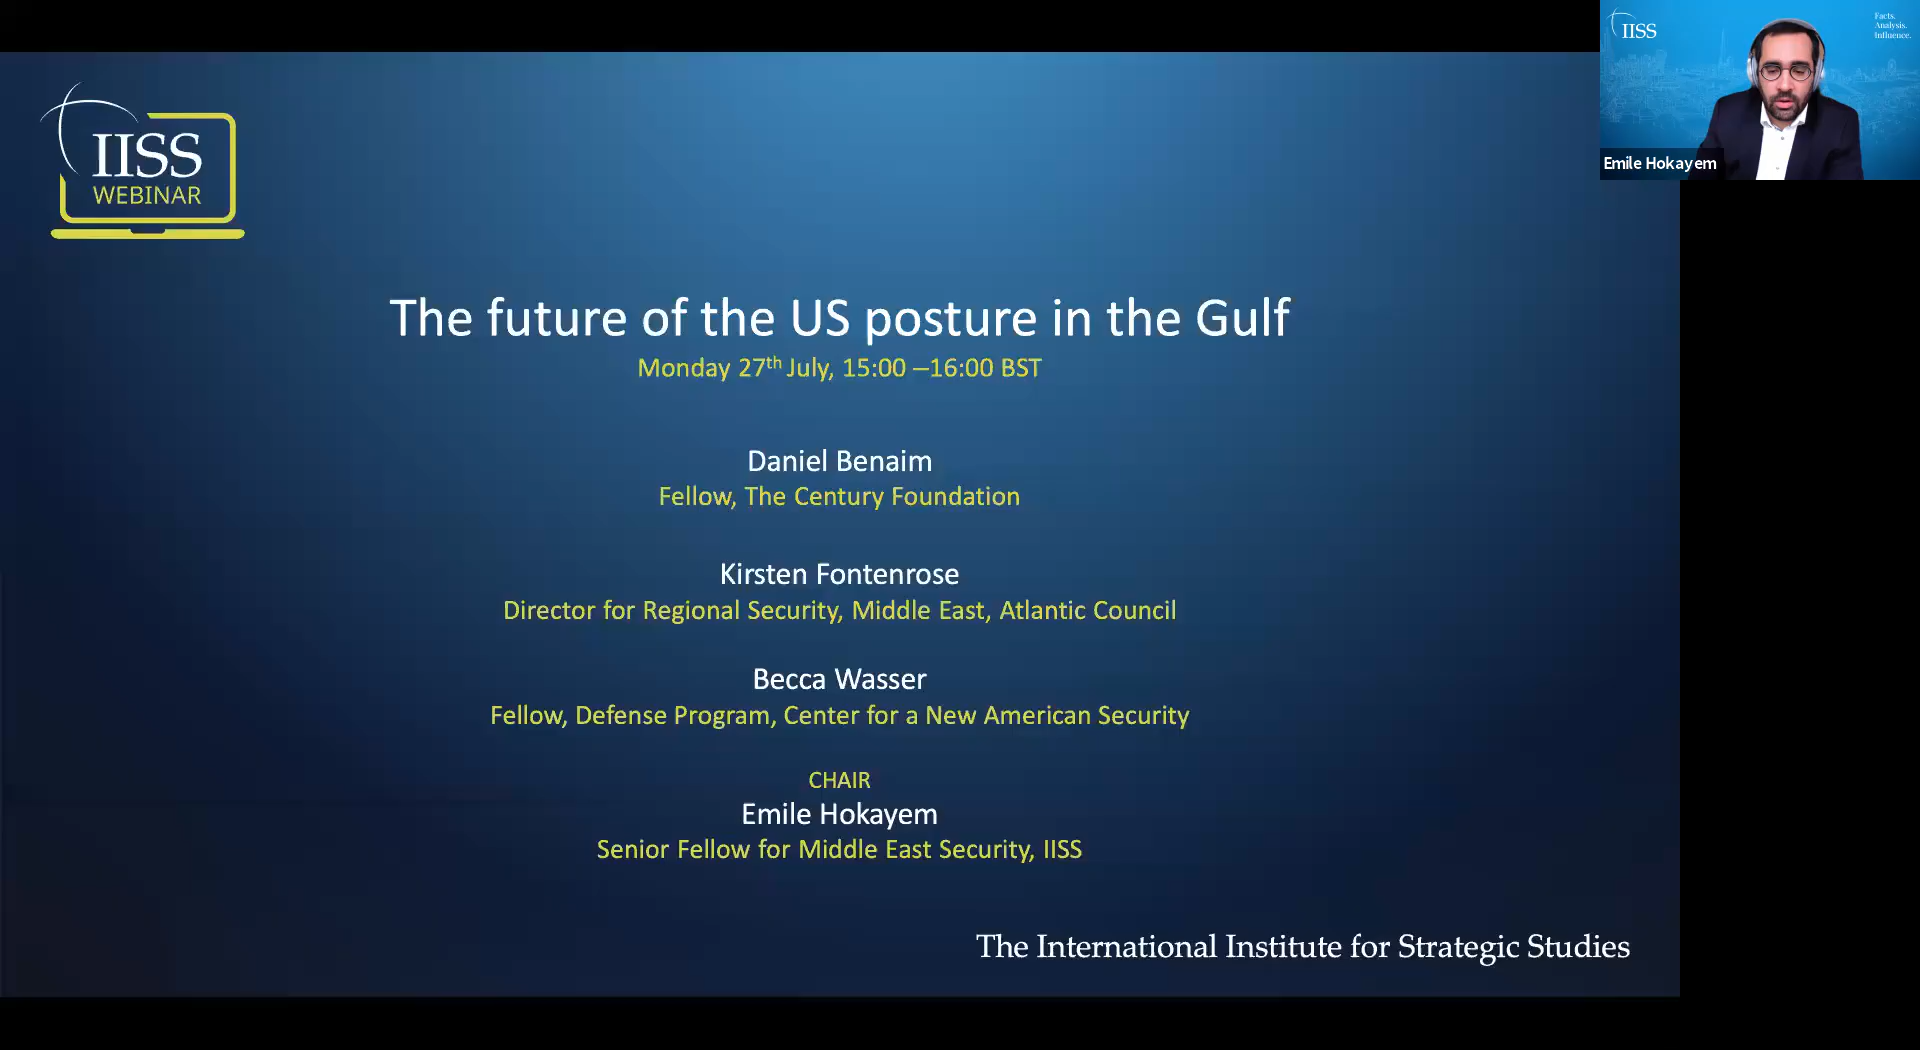 IISS
WEBINAR
The future of the US posture in the Gulf
Monday 27th July, 15:00 –16:00 BST
Daniel Benaim
Fellow, The Century Foundation
Kirsten Fontenrose
Director for Regional Security, Middle East, Atlantic Council
Becca Wasser
Fellow, Defense Program, Center for a New American Security
CHAIR
Emile Hokayem
Senior Fellow for Middle East Security, IISS
The International Institute for Strategic Studies
IISS
Facts.
Analysis.
Influence.
Emile Hokayem